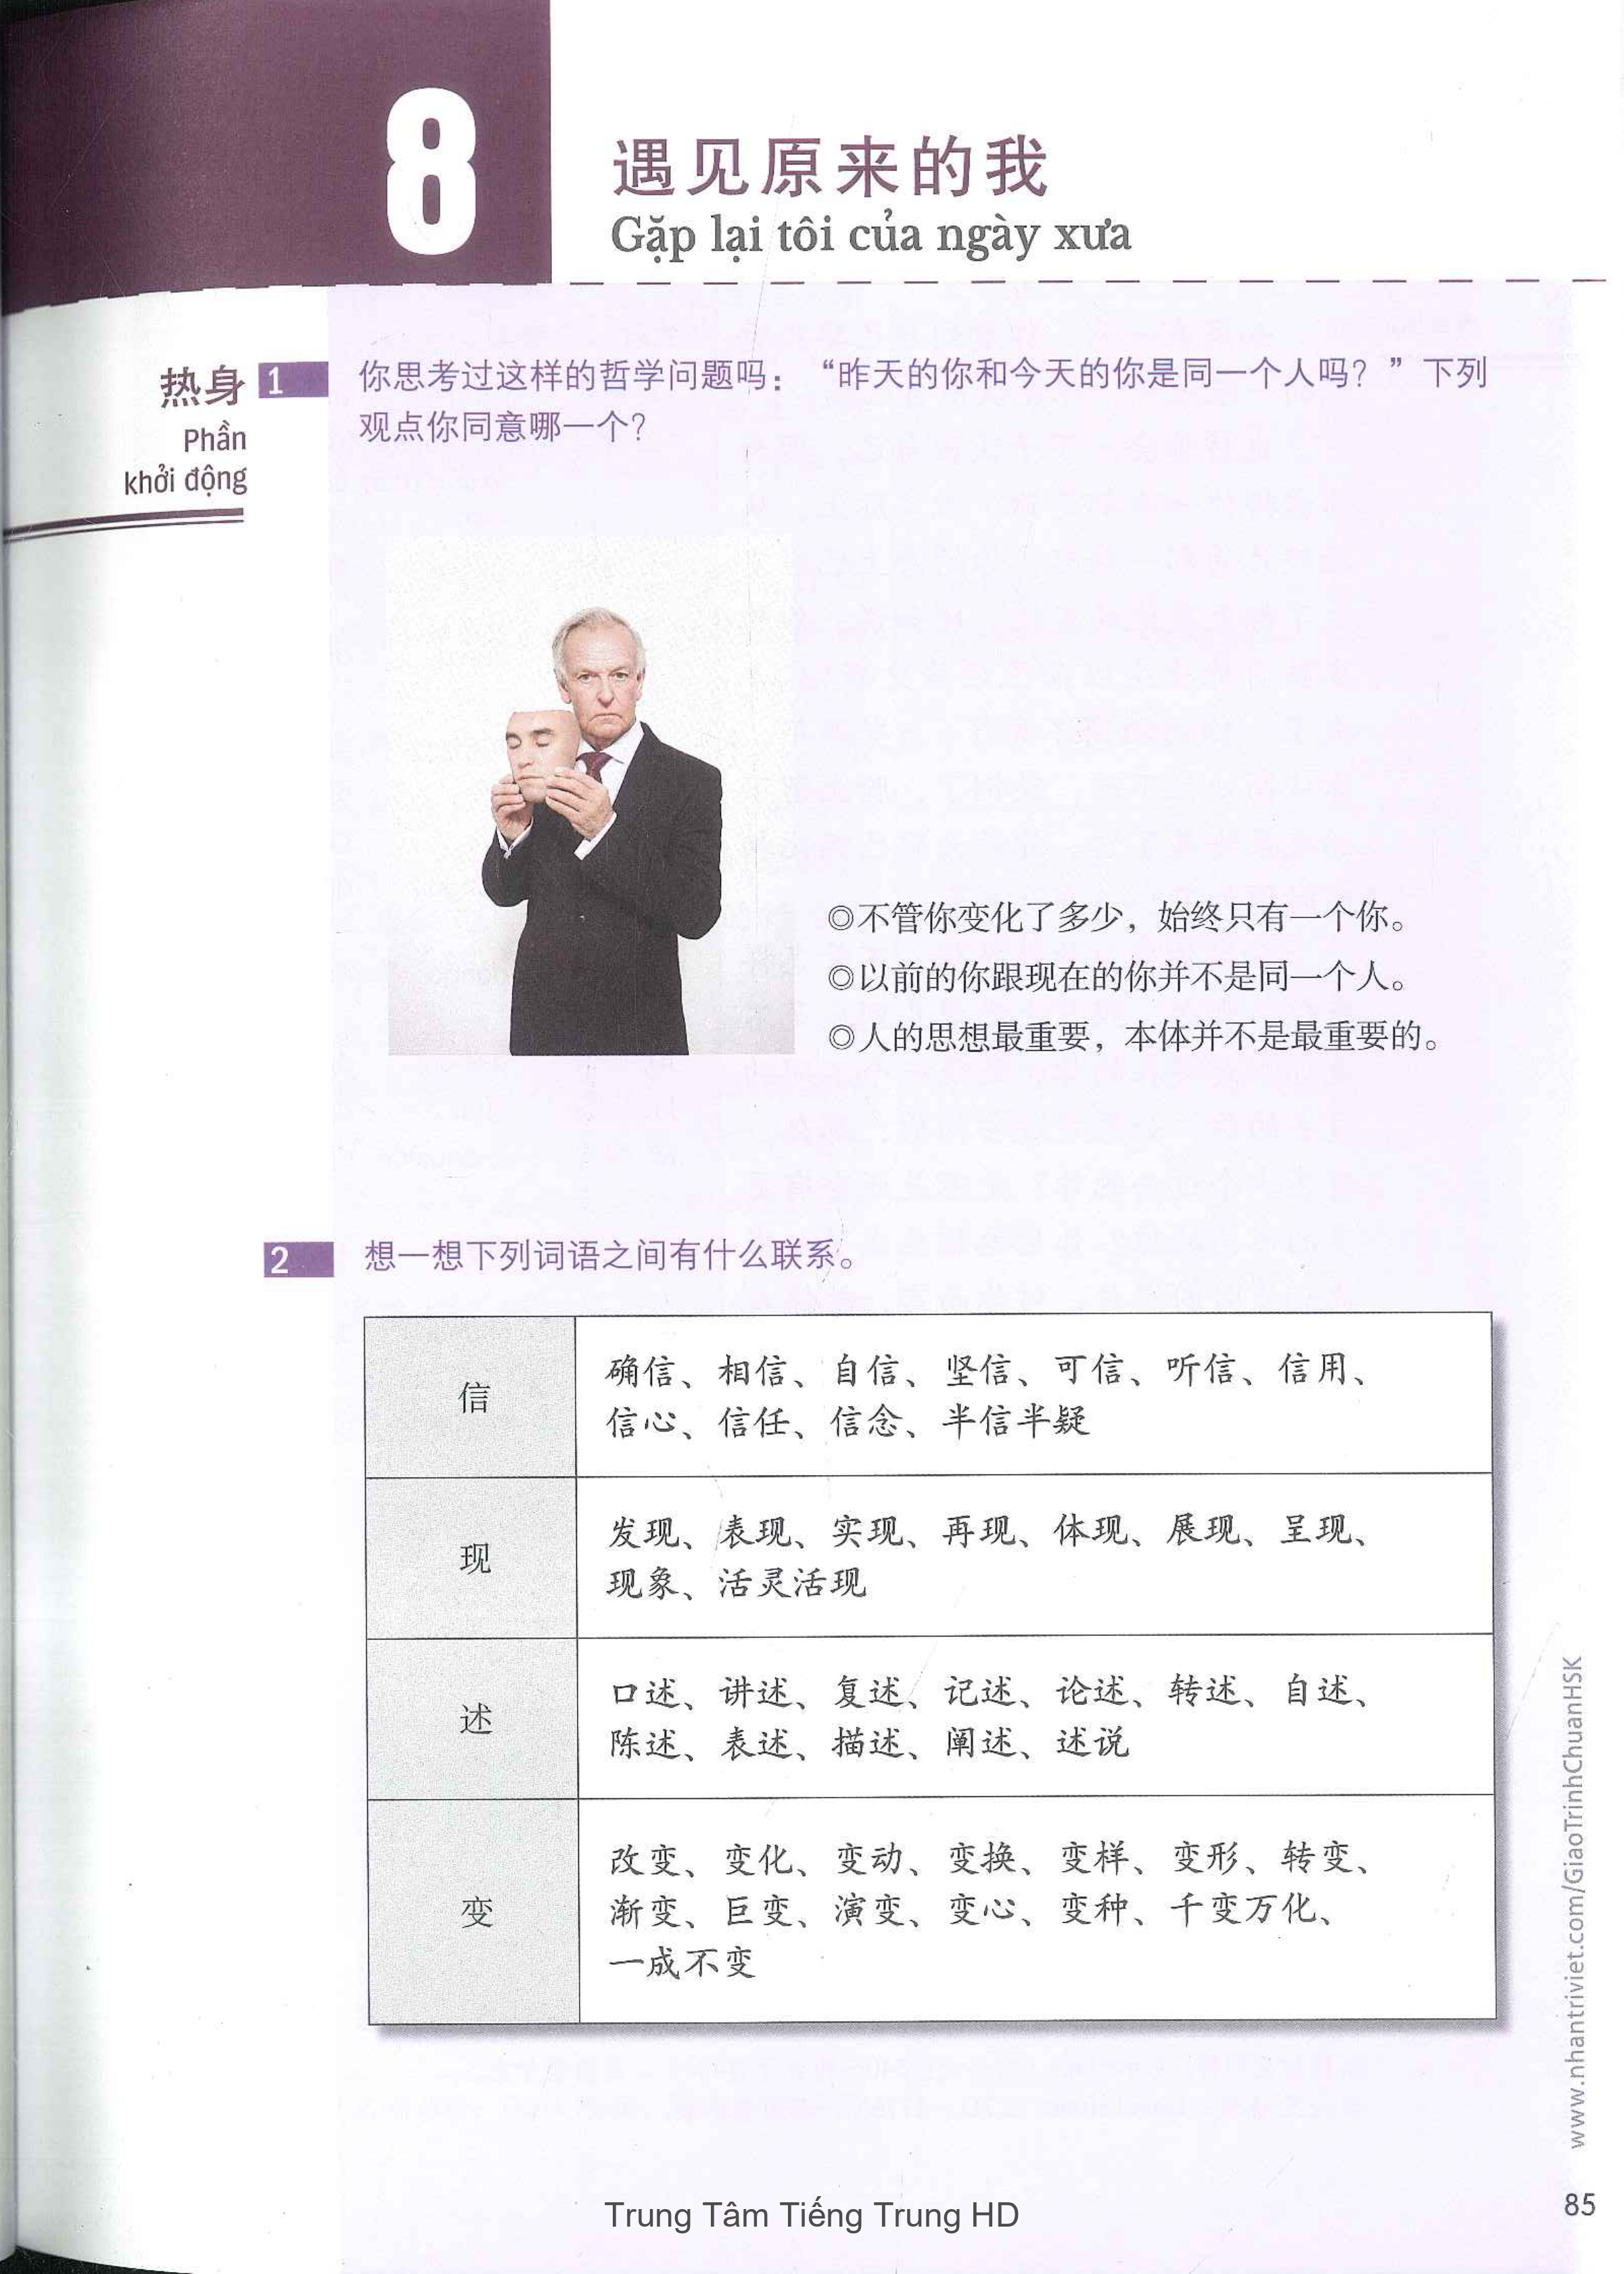 8
遇见原来的我
Gặp lại tôi của ngày xưa
热身
Phần
khởi động
1
你思考过这样的哲学问题吗：“昨天的你和今天的你是同一个人吗？”下列
观点你同意哪一个？
◎不管你变化了多少，始终只有一个你。
◎以前的你跟现在的你并不是同一个人。
◎人的思想最重要，本体并不是最重要的。
2
想一想下列词语之间有什么联系。
信
确信、相信、自信、坚信、可信、听信、信用、
信心、信任、信念、半信半疑
现
发现、表现、实现、再现、体现、展现、呈现、
现象、活灵活现
述
口述、讲述、复述、记述、论述、转述、自述、
陈述、表述、描述、阐述、述说
变
改变、变化、变动、变换、变样、变形、转变、
渐变、巨变、演变、变心、变种、千变万化、
一成不变
www.nhantriviet.com/GiaoTrinhChuanHSK
85
Trung Tâm Tiếng Trung HD